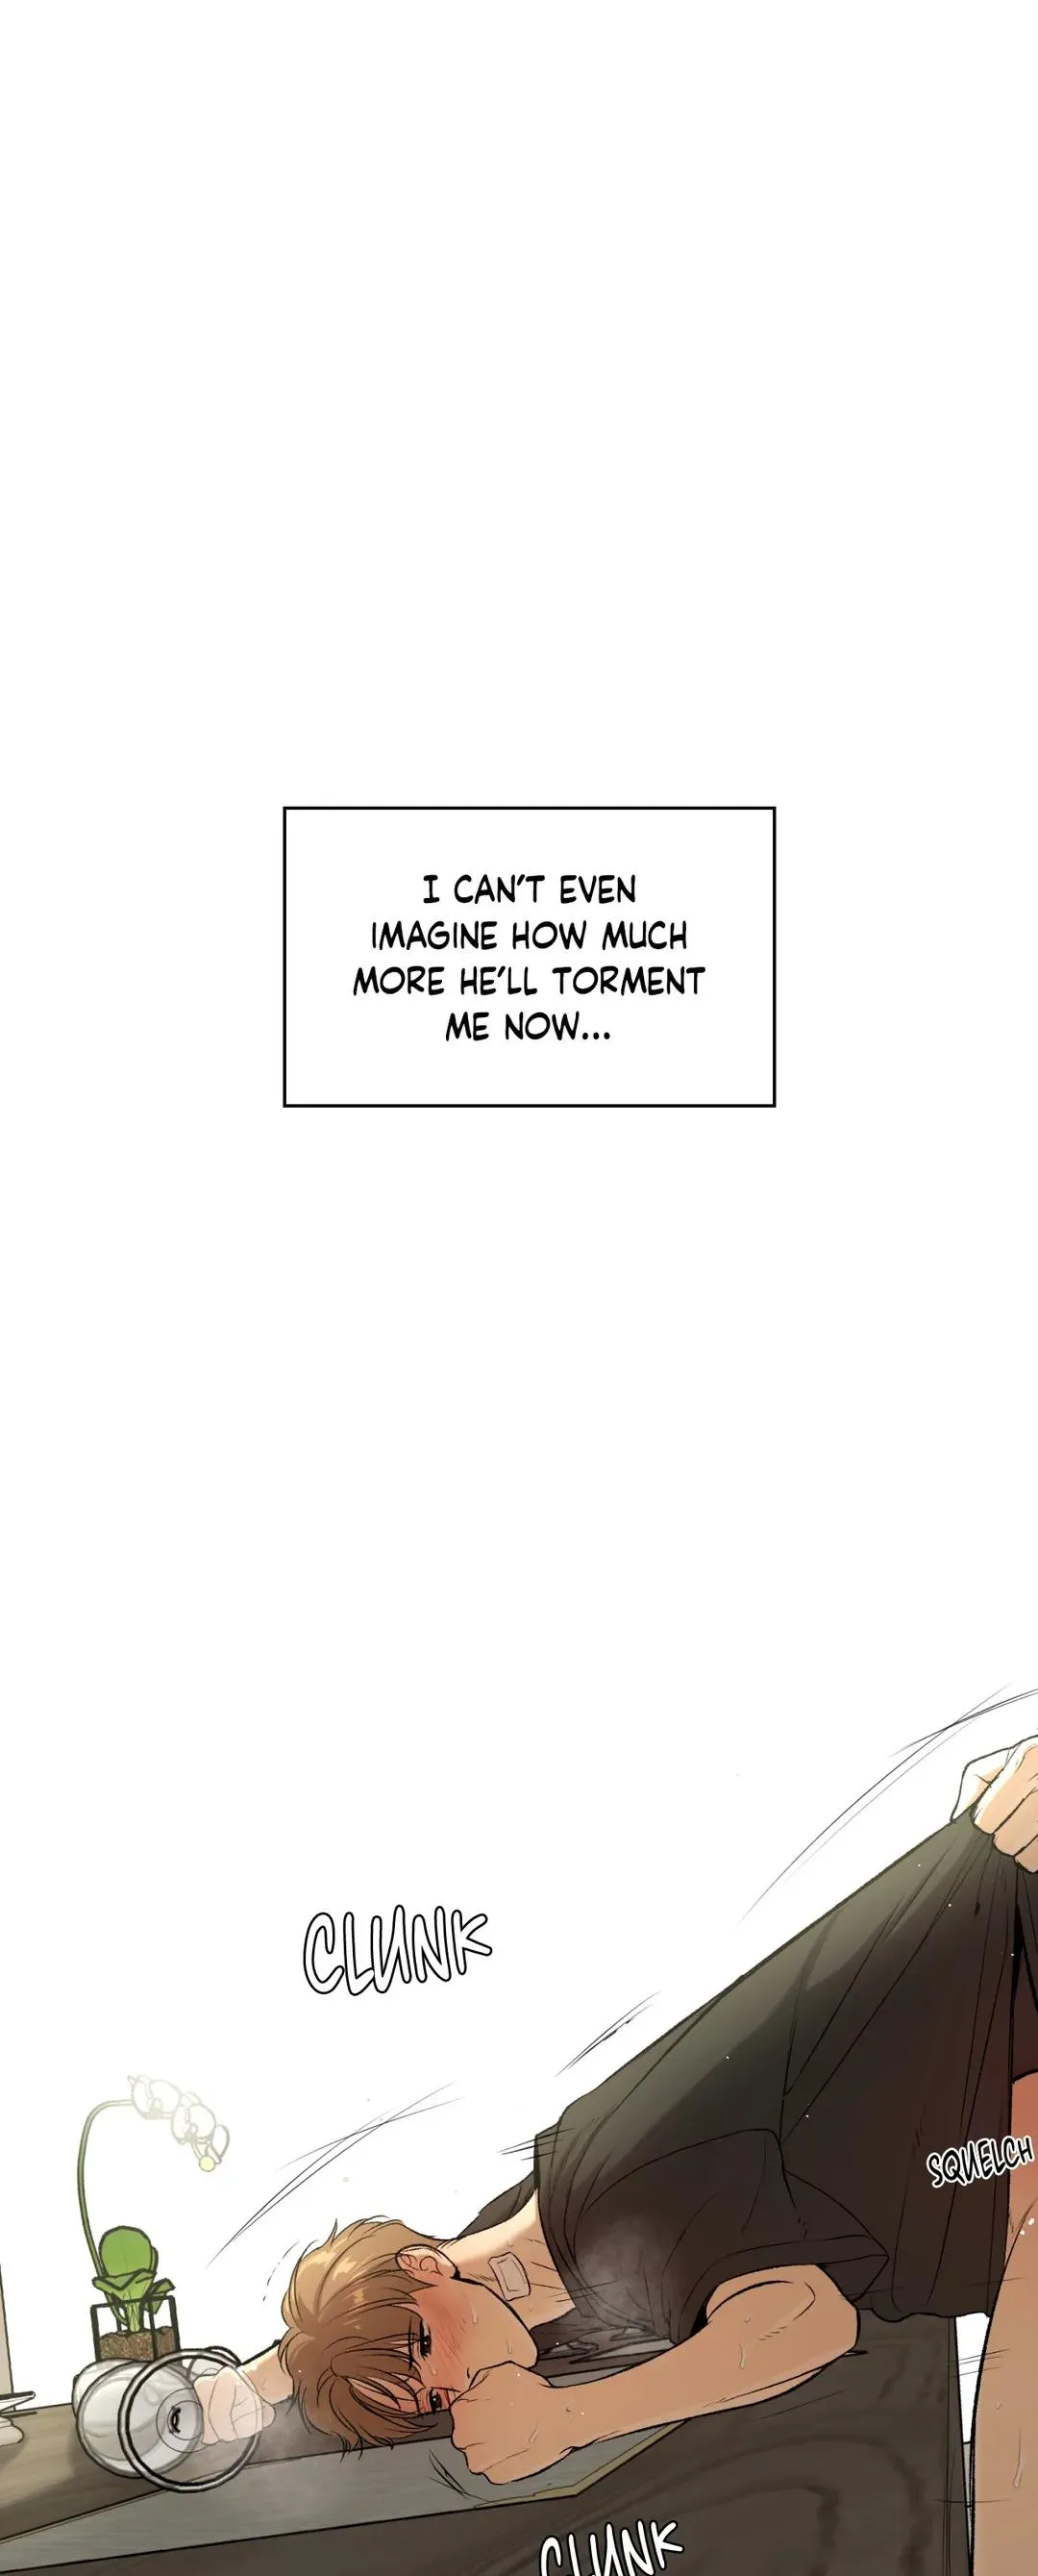 I CAN'T EVEN
IMAGINE HOW MUCH
MORE HE'LL TORMENT
ME NOW...
CLUNK
SQUELCH
CLUNK